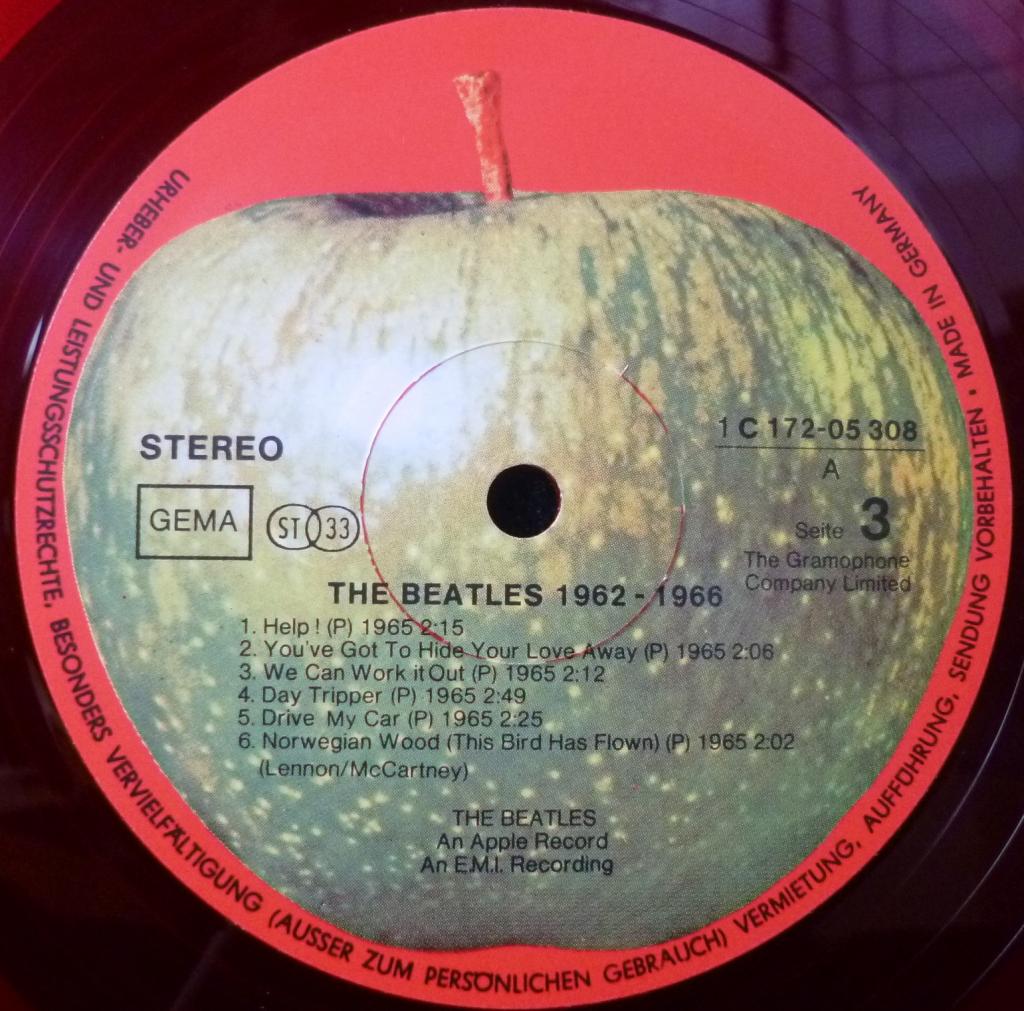 URHEBER- UND LEISTUNGSSCHUTZRECHTE, BESONDERS VERVIELFÄLTIGUNG (AUSSER ZUM PERSÖNLICHEN GEBRAUCH) VERMIETUNG, AUFFÜHRUNG, SENDUNG VORBEHALTEN • MADE IN GERMANY
STEREO
1 C 172-05 308
A
GEMA ST 33
Seite 3
The Gramophone
Company Limited
THE BEATLES 1962 - 1966
1. Help! (P) 1965 2:15
2. You've Got To Hide Your Love Away (P) 1965 2:06
3. We Can Work it Out (P) 1965 2:12
4. Day Tripper (P) 1965 2:49
5. Drive My Car (P) 1965 2:25
6. Norwegian Wood (This Bird Has Flown) (P) 1965 2:02
(Lennon/McCartney)
THE BEATLES
An Apple Record
An E.M.I. Recording